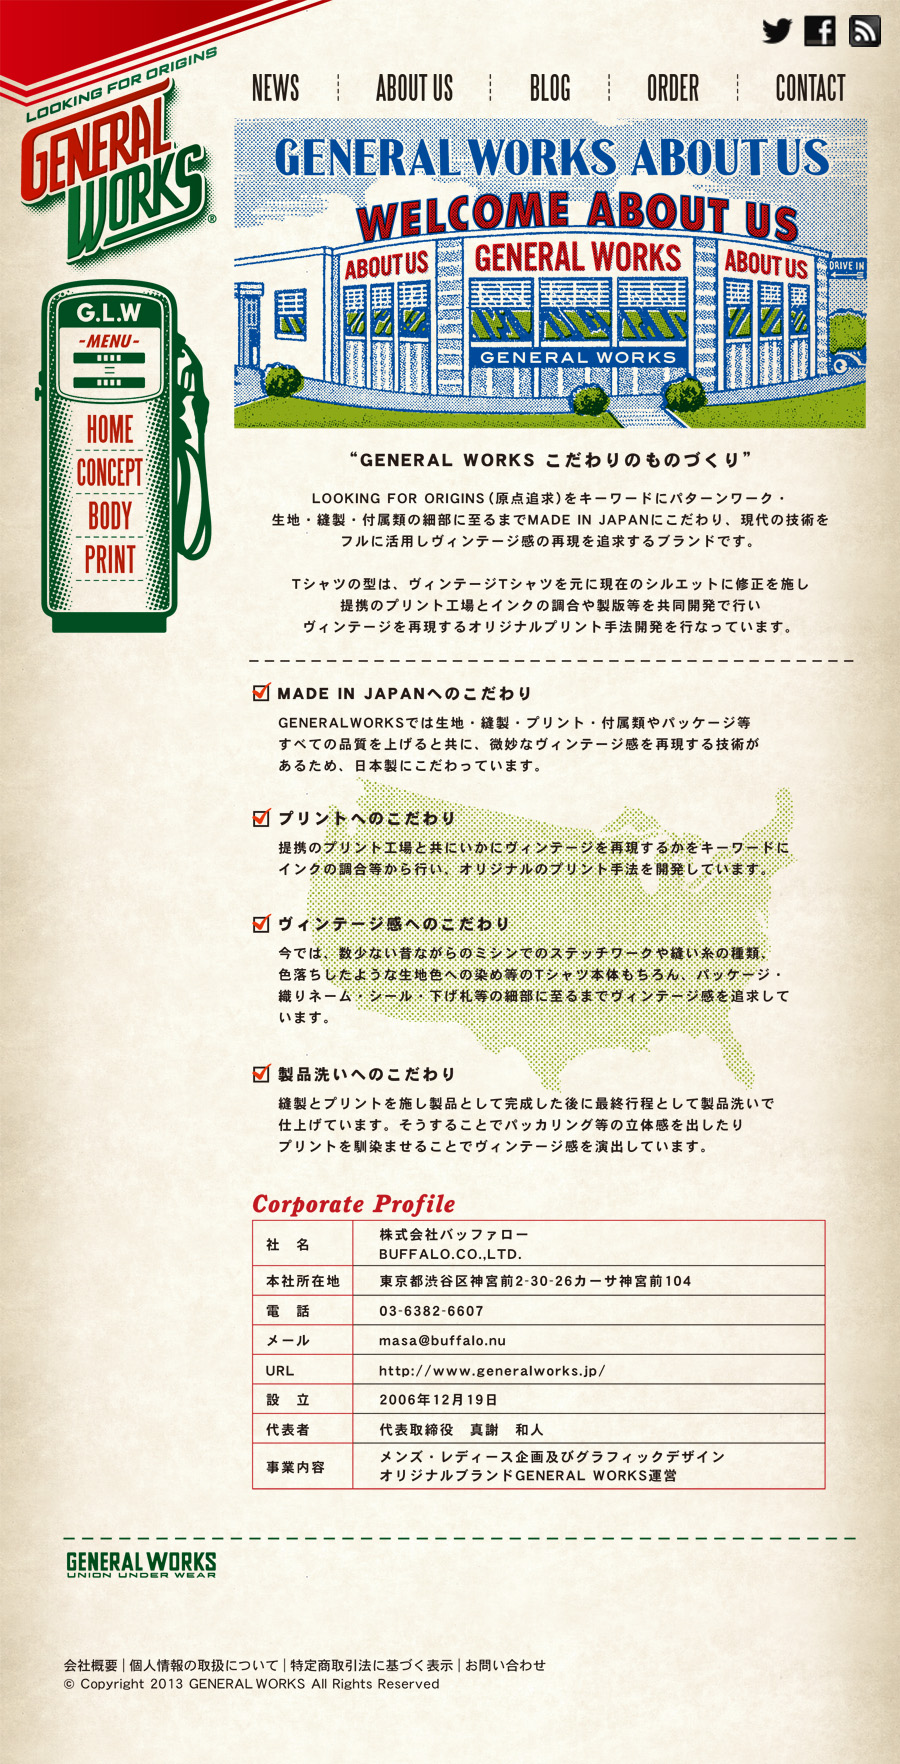 LOOKING FOR ORIGINS
GENERAL
WORKS
®
NEWS
ABOUT US
BLOG
ORDER
CONTACT
GENERAL WORKS ABOUT US
WELCOME ABOUT US
ABOUT US
GENERAL WORKS
ABOUT US
DRIVE IN
GENERAL WORKS
G.L.W
-MENU-
HOME
CONCEPT
BODY
PRINT
“GENERAL WORKS こだわりのものづくり”
LOOKING FOR ORIGINS(原点追求)をキーワードにパターンワーク・
生地・縫製・付属類の細部に至るまでMADE IN JAPANにこだわり、現代の技術を
フルに活用しヴィンテージ感の再現を追求するブランドです。
Tシャツの型は、ヴィンテージTシャツを元に現在のシルエットに修正を施し
提携のプリント工場とインクの調合や製版等を共同開発で行い
ヴィンテージを再現するオリジナルプリント手法開発を行なっています。
MADE IN JAPANへのこだわり
GENERALWORKSでは生地・縫製・プリント・付属類やパッケージ等
すべての品質を上げると共に、微妙なヴィンテージ感を再現する技術が
あるため、日本製にこだわっています。
プリントへのこだわり
提携のプリント工場と共にいかにヴィンテージを再現するかをキーワードに
インクの調合等から行い、オリジナルのプリント手法を開発しています。
ヴィンテージ感へのこだわり
今では、数少ない昔ながらのミシンでのステッチワークや縫い糸の種類、
色落ちしたような生地色への染め等のTシャツ本体もちろん、パッケージ・
織りネーム・シール・下げ札等の細部に至るまでヴィンテージ感を追求して
います。
製品洗いへのこだわり
縫製とプリントを施し製品として完成した後に最終行程として製品洗いで
仕上げています。そうすることでパッカリング等の立体感を出したり
プリントを馴染ませることでヴィンテージ感を演出しています。
Corporate Profile
社　名
株式会社バッファロー
BUFFALO.CO.,LTD.
本社所在地
東京都渋谷区神宮前2-30-26カーサ神宮前104
電　話
03-6382-6607
メール
masa@buffalo.nu
URL
http://www.generalworks.jp/
設　立
2006年12月19日
代表者
代表取締役　真謝　和人
事業内容
メンズ・レディース企画及びグラフィックデザイン
オリジナルブランドGENERAL WORKS運営
GENERAL WORKS
UNION UNDER WEAR
会社概要 | 個人情報の取扱について | 特定商取引法に基づく表示 | お問い合わせ
© Copyright 2013 GENERAL WORKS All Rights Reserved